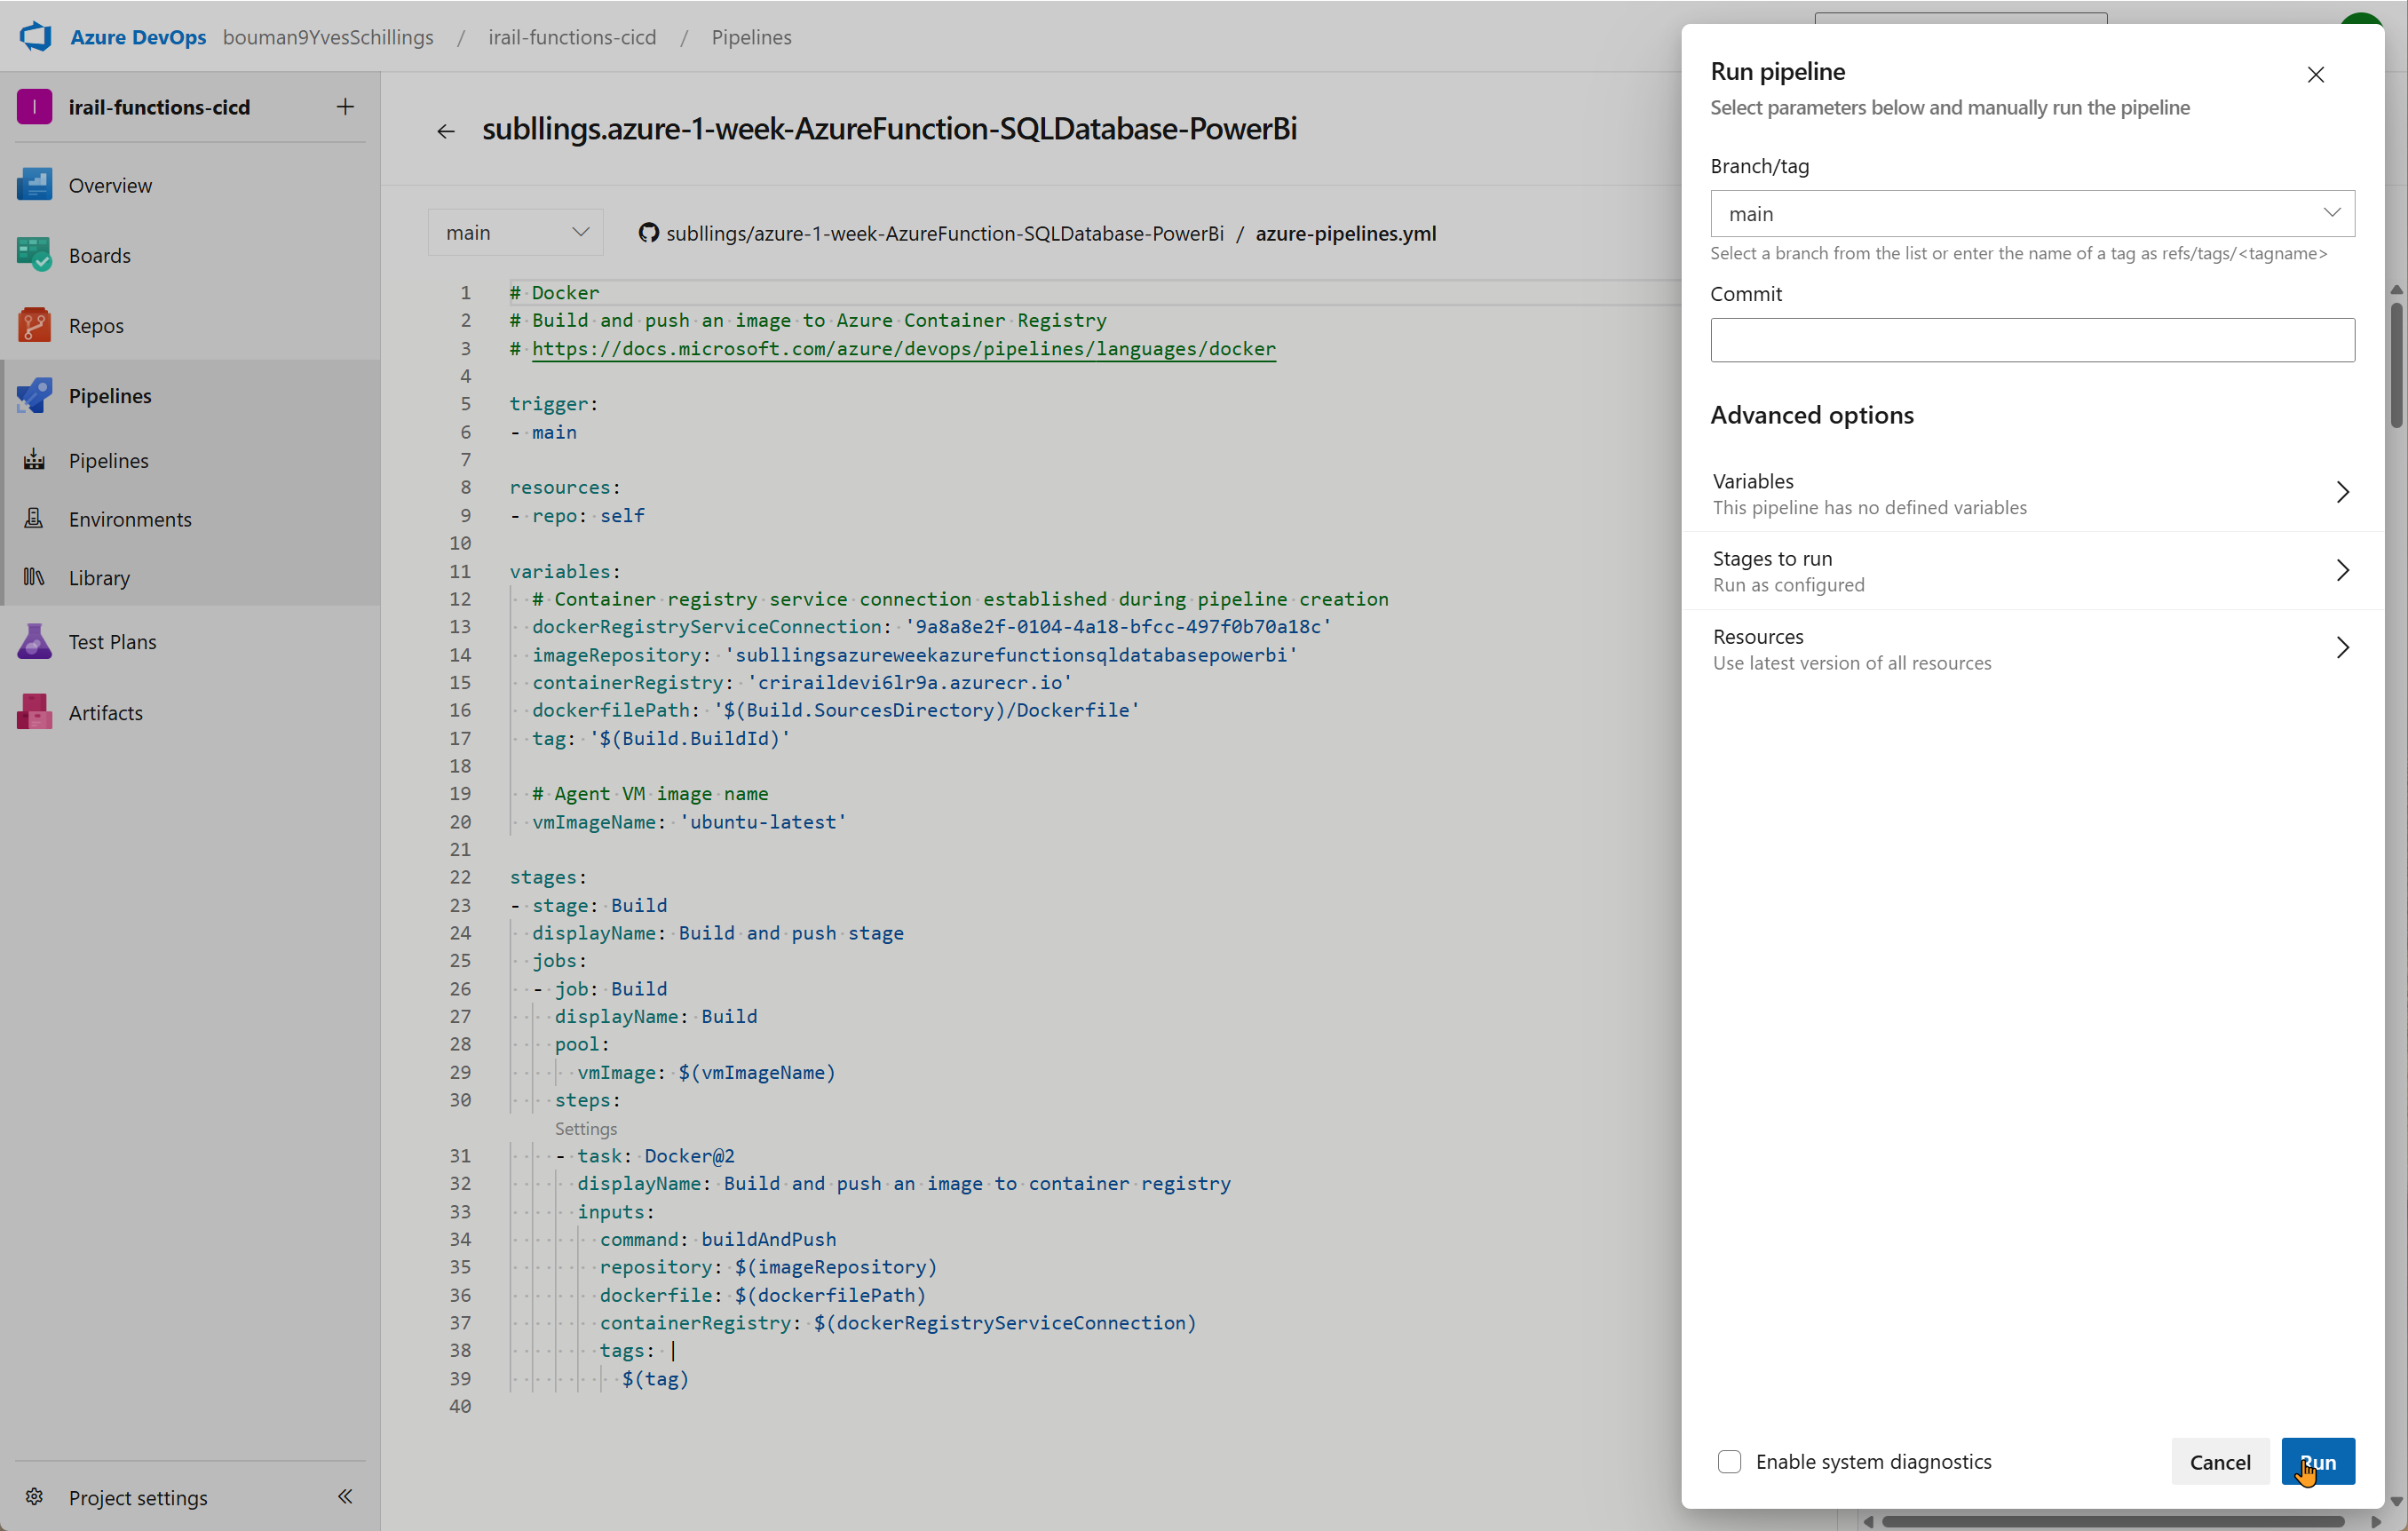 Azure DevOps bouman9YvesSchillings / irail-functions-cicd / Pipelines
I irail-functions-cicd +
Overview
Boards
Repos
Pipelines
Pipelines
Environments
Library
Test Plans
Artifacts
Project settings
subllings.azure-1-week-AzureFunction-SQLDatabase-PowerBi
main subllings/azure-1-week-AzureFunction-SQLDatabase-PowerBi / azure-pipelines.yml
1 # Docker
2 # Build and push an image to Azure Container Registry
3 # https://docs.microsoft.com/azure/devops/pipelines/languages/docker
4
5 trigger:
6 - main
7
8 resources:
9 - repo: self
10
11 variables:
12 # Container registry service connection established during pipeline creation
13 dockerRegistryServiceConnection: '9a8a8e2f-0104-4a18-bfcc-497f0b70a18c'
14 imageRepository: 'subllingsazureweekazurefunctionsqldatabasepowerbi'
15 containerRegistry: 'criraildevi6lr9a.azurecr.io'
16 dockerfilePath: '$(Build.SourcesDirectory)/Dockerfile'
17 tag: '$(Build.BuildId)'
18
19 # Agent VM image name
20 vmImageName: 'ubuntu-latest'
21
22 stages:
23 - stage: Build
24 displayName: Build and push stage
25 jobs:
26 - job: Build
27 displayName: Build
28 pool:
29 vmImage: $(vmImageName)
30 steps:
Settings
31 - task: Docker@2
32 displayName: Build and push an image to container registry
33 inputs:
34 command: buildAndPush
35 repository: $(imageRepository)
36 dockerfile: $(dockerfilePath)
37 containerRegistry: $(dockerRegistryServiceConnection)
38 tags: |
39 $(tag)
40
Run pipeline
Select parameters below and manually run the pipeline
Branch/tag
main
Select a branch from the list or enter the name of a tag as refs/tags/<tagname>
Commit
Advanced options
Variables
This pipeline has no defined variables
Stages to run
Run as configured
Resources
Use latest version of all resources
Enable system diagnostics
Cancel
Run